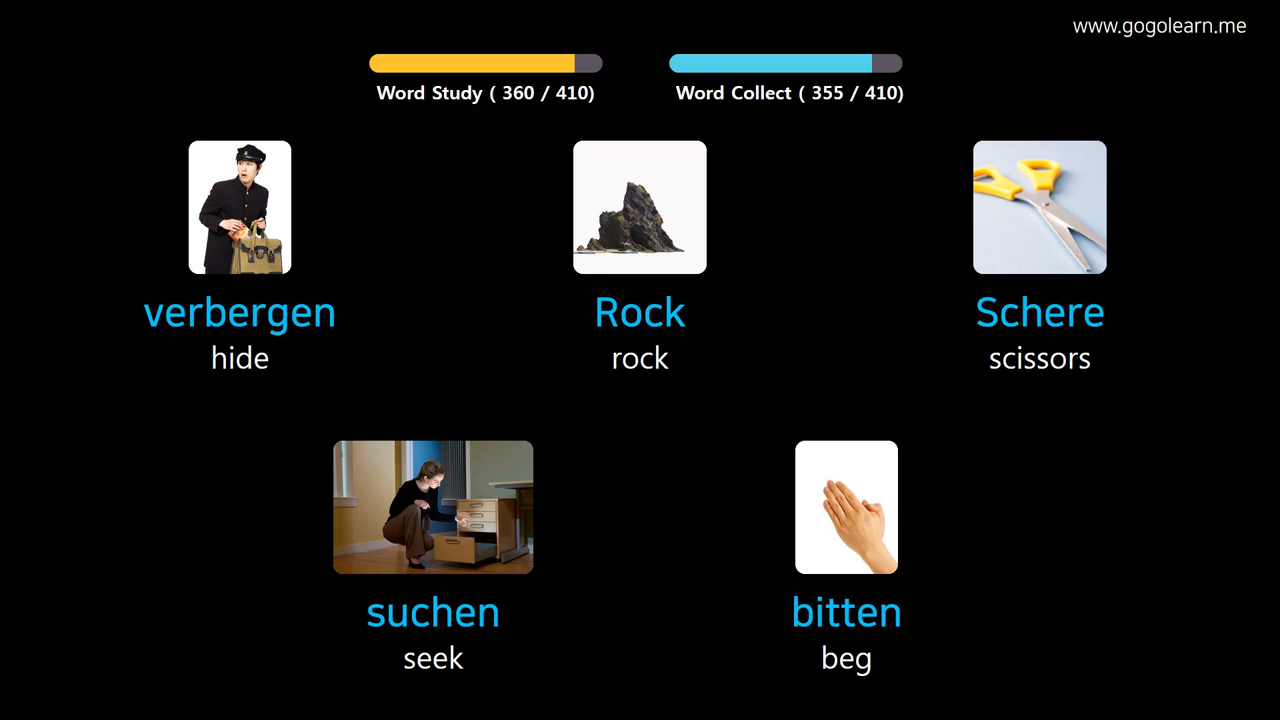 www.gogolearn.me
Word Study ( 360 / 410)
Word Collect ( 355 / 410)
verbergen
hide
Rock
rock
Schere
scissors
suchen
seek
bitten
beg